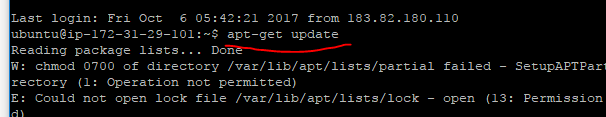 Last login: Fri Oct  6 05:42:21 2017 from 183.82.180.110
ubuntu@ip-172-31-29-101:~$ apt-get update
Reading package lists... Done
W: chmod 0700 of directory /var/lib/apt/lists/partial failed - SetupAPTPar
rectory (1: Operation not permitted)
E: Could not open lock file /var/lib/apt/lists/lock - open (13: Permission
d)